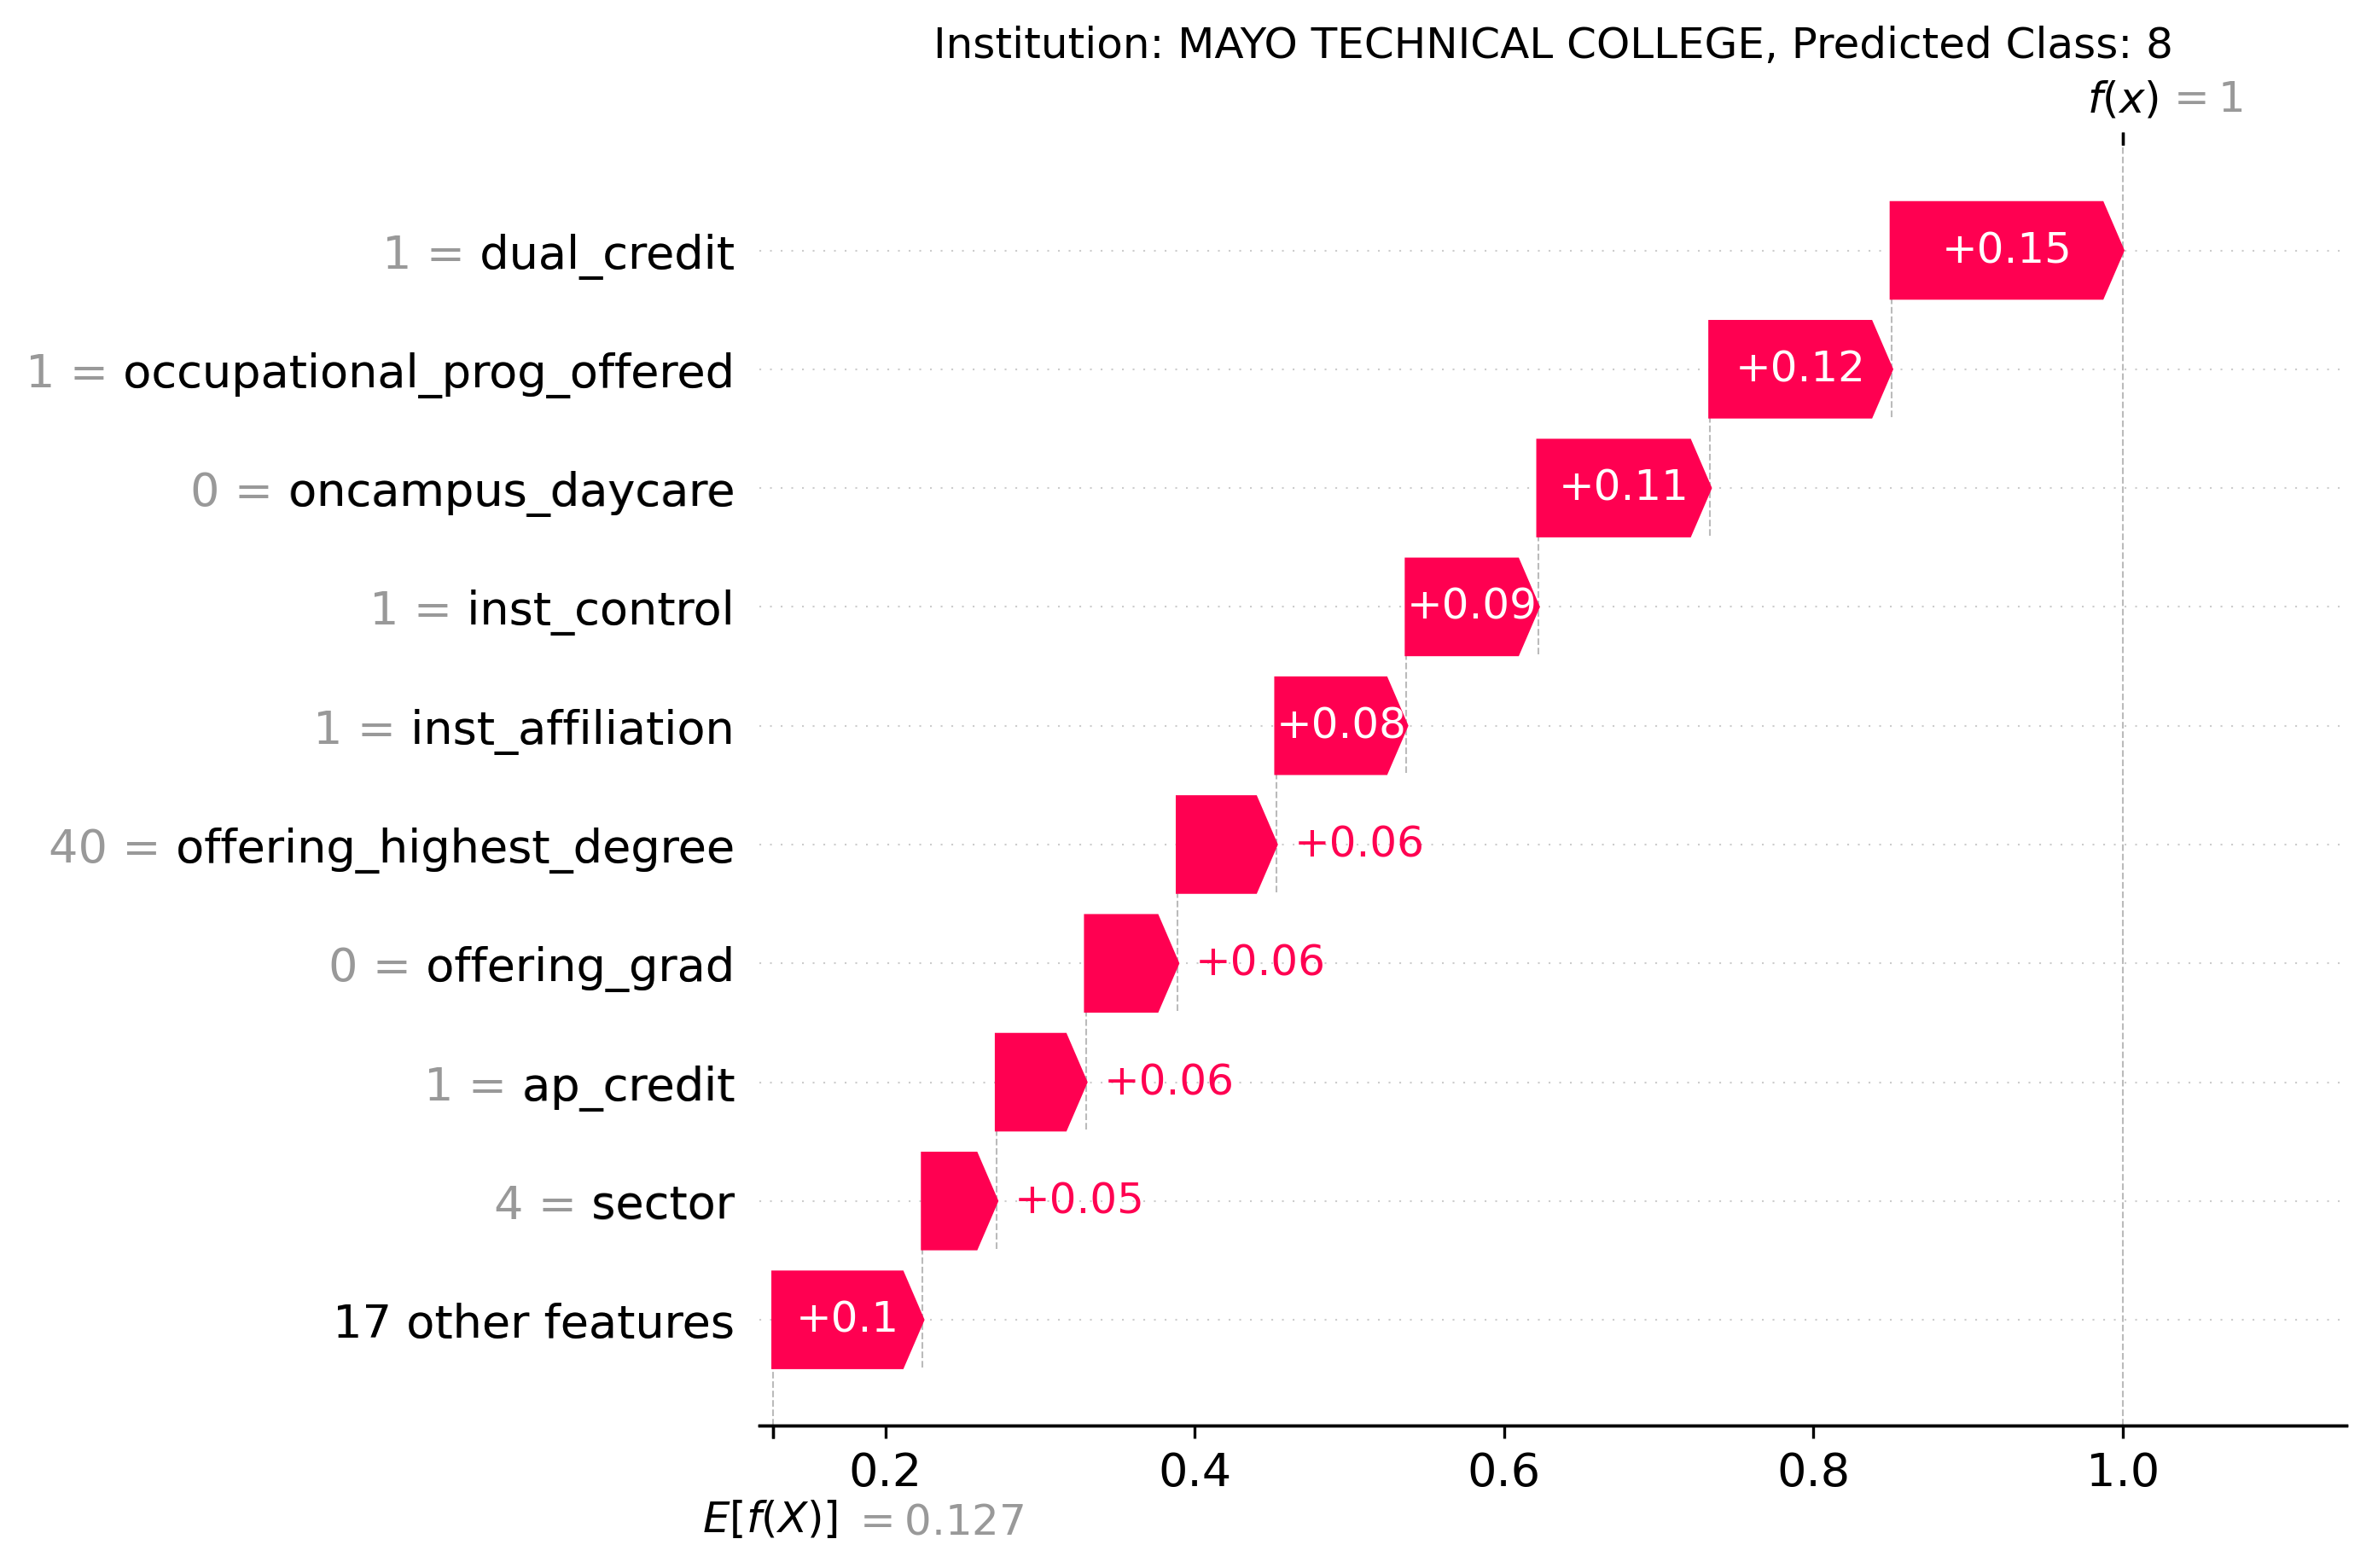 Institution: MAYO TECHNICAL COLLEGE, Predicted Class: 8
f(x) = 1
1 = dual_credit
+0.15
1 = occupational_prog_offered
+0.12
0 = oncampus_daycare
+0.11
1 = inst_control
+0.09
1 = inst_affiliation
+0.08
40 = offering_highest_degree
+0.06
0 = offering_grad
+0.06
1 = ap_credit
+0.06
4 = sector
+0.05
17 other features
+0.1
0.2 0.4 0.6 0.8 1.0
E[f(X)] = 0.127